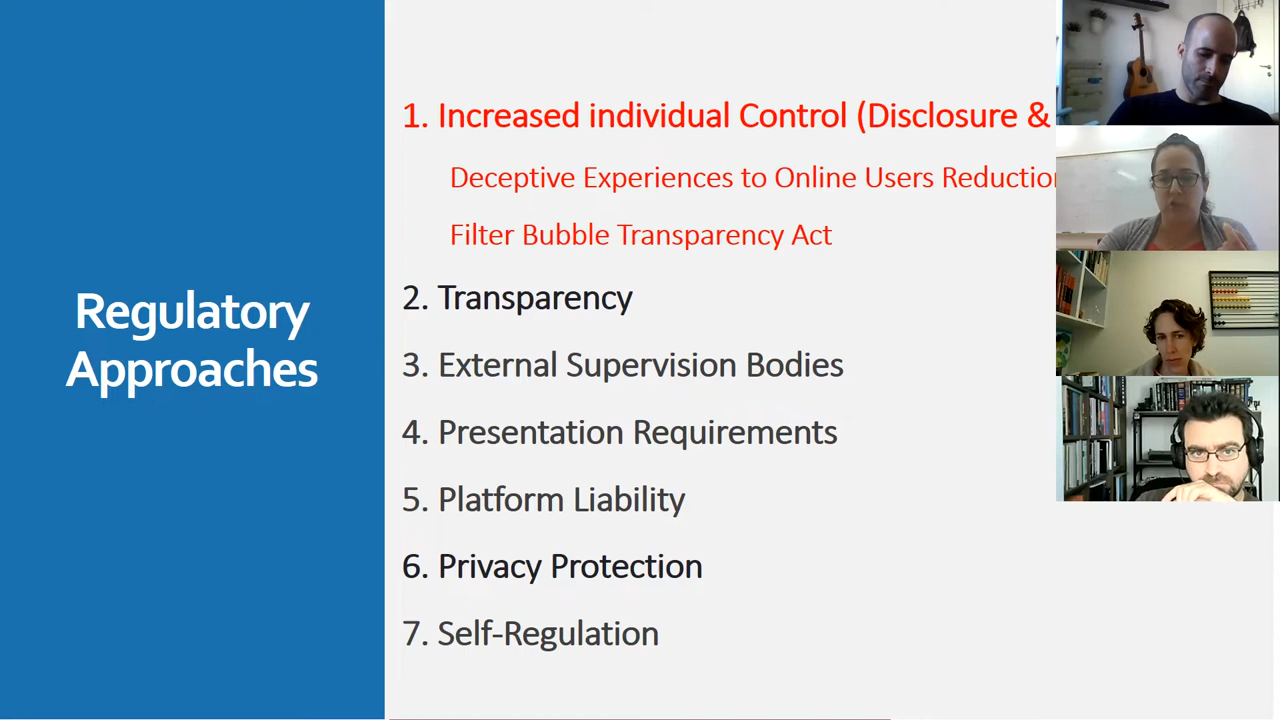 Regulatory
Approaches
1. Increased individual Control (Disclosure &
Deceptive Experiences to Online Users Reduction
Filter Bubble Transparency Act
2. Transparency
3. External Supervision Bodies
4. Presentation Requirements
5. Platform Liability
6. Privacy Protection
7. Self-Regulation